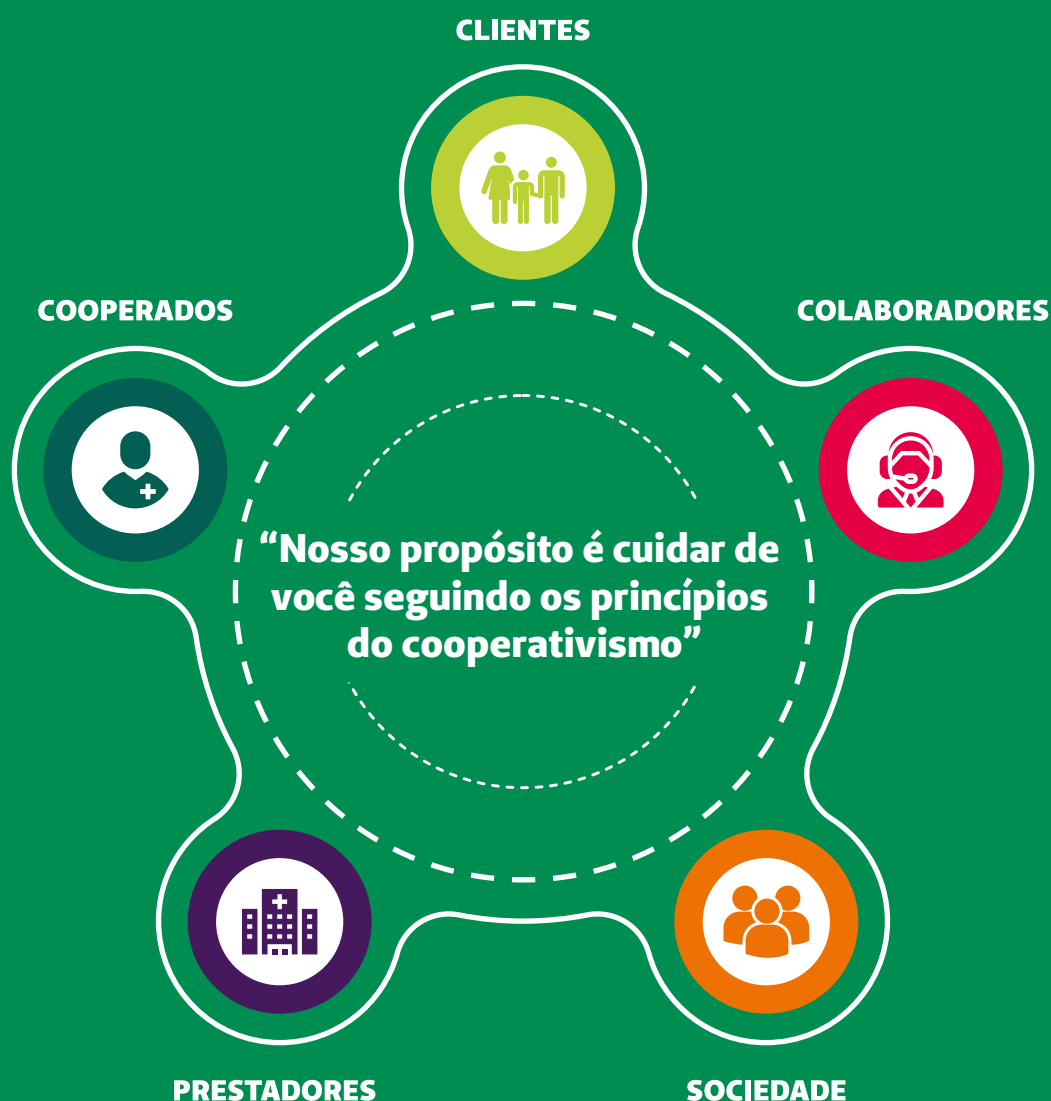 CLIENTES
COOPERADOS
COLABORADORES
“Nosso propósito é cuidar de
você seguindo os princípios
do cooperativismo”
PRESTADORES
SOCIEDADE